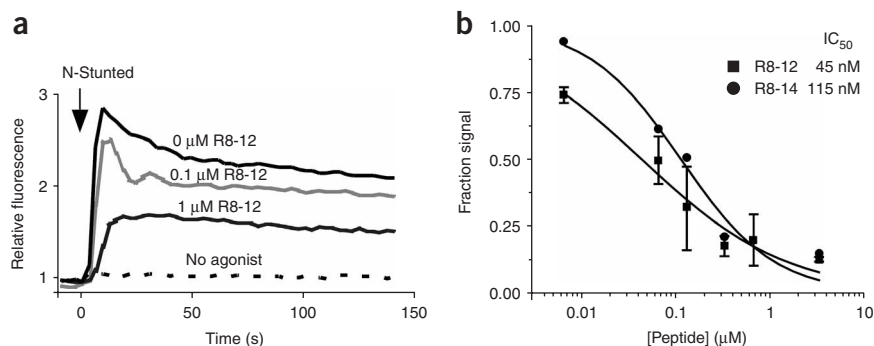 a
N-Stunted
3
2
1
Relative fluorescence
0 μM R8-12
0.1 μM R8-12
1 μM R8-12
No agonist
0 50 100 150
Time (s)
b
1.00
0.75
0.50
0.25
0.00
Fraction signal
IC50
R8-12 45 nM
R8-14 115 nM
0.01 0.1 1 10
[Peptide] (μM)